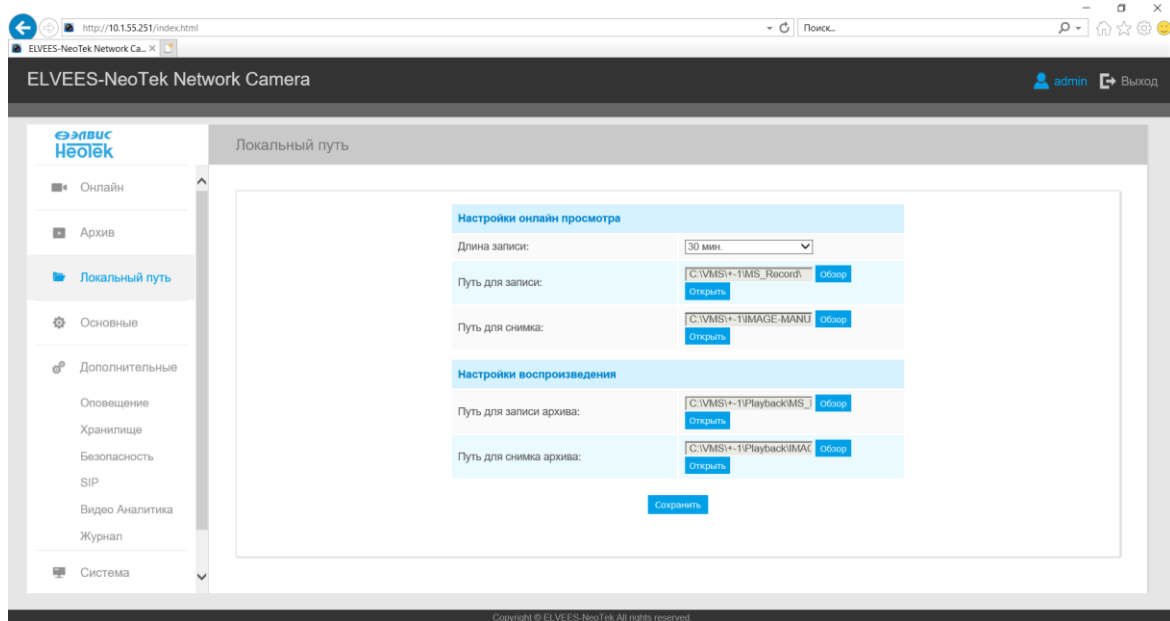 http://10.1.55.251/index.html
Поиск...
ELVEES-NeoTek Network Ca...
ELVEES-NeoTek Network Camera
admin
Выход
ЭЛВИС
НеоТек
Локальный путь
Онлайн
Архив
Локальный путь
Основные
Дополнительные
Оповещение
Хранилище
Безопасность
SIP
Видео Аналитика
Журнал
Система
Настройки онлайн просмотра
Длина записи:
30 мин.
Путь для записи:
C:\VMS\+-1\MS_Record\
Обзор
Открыть
Путь для снимка:
C:\VMS\+-1\IMAGE-MANU
Обзор
Открыть
Настройки воспроизведения
Путь для записи архива:
C:\VMS\+-1\Playback\MS_
Обзор
Открыть
Путь для снимка архива:
C:\VMS\+-1\Playback\IMAG
Обзор
Открыть
Сохранить
Copyright © ELVEES-NeoTek All rights reserved.